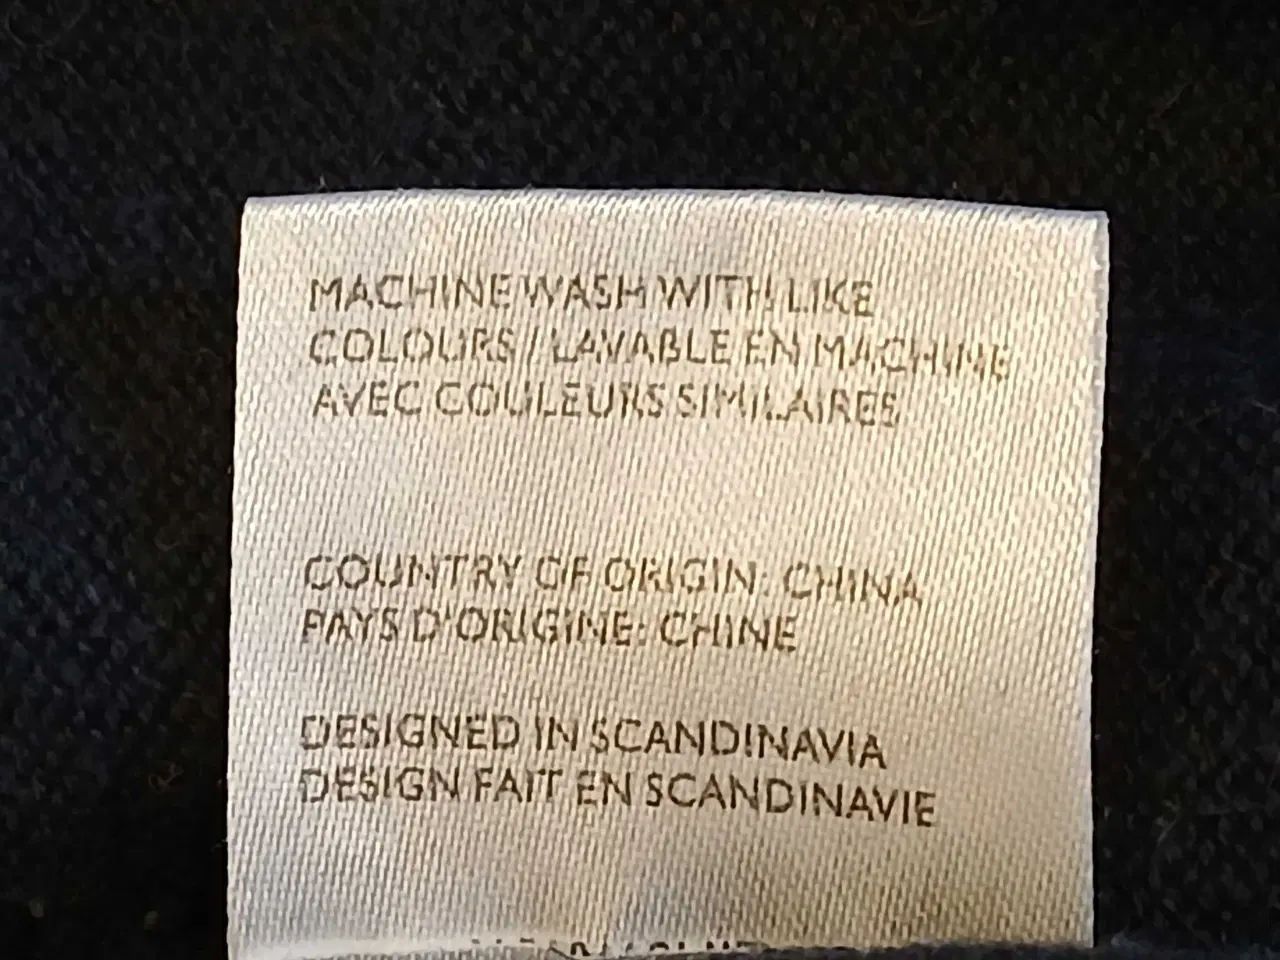 MACHINE WASH WITH LIKE
COLOURS / LAVABLE EN MACHINE
AVEC COULEURS SIMILAIRES
COUNTRY OF ORIGIN: CHINA
PAYS D'ORIGINE: CHINE
DESIGNED IN SCANDINAVIA
DESIGN FAIT EN SCANDINAVIE